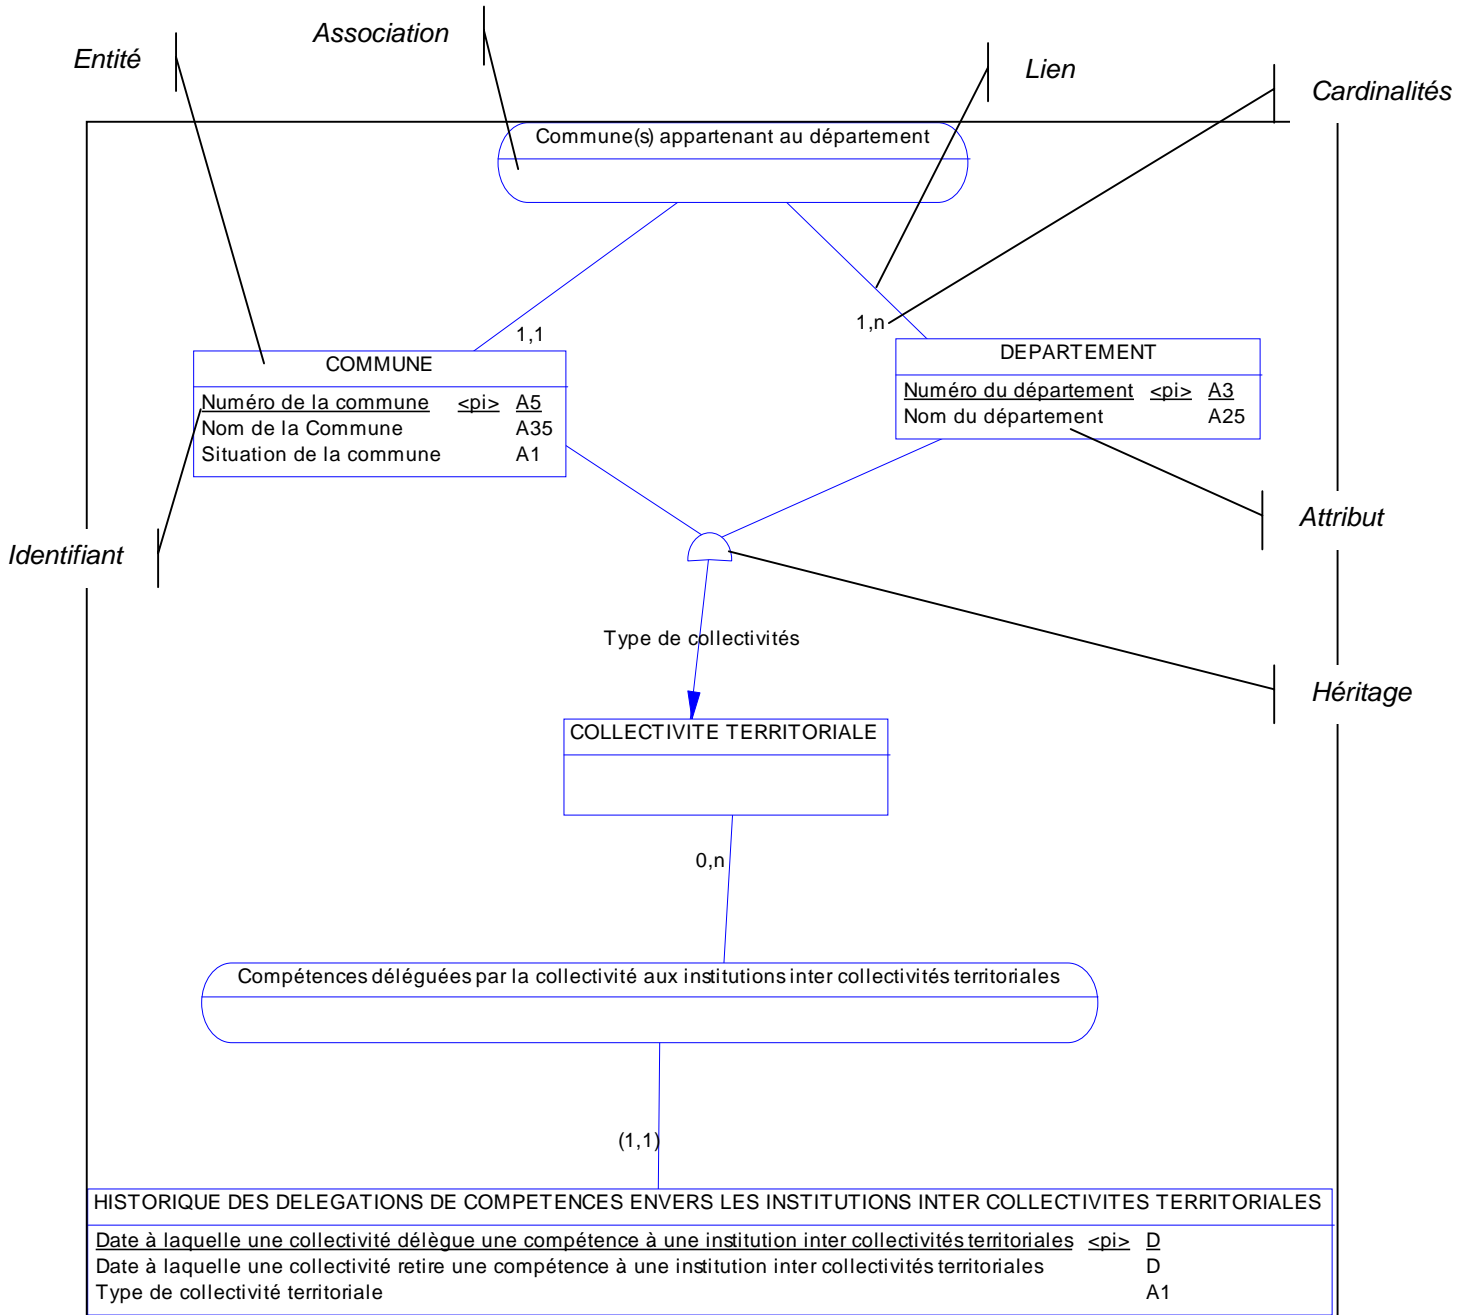 Association
Entité
Lien
Cardinalités
Commune(s) appartenant au département
1,1
1,n
COMMUNE
Numéro de la commune <pi> A5
Nom de la Commune A35
Situation de la commune A1
DEPARTEMENT
Numéro du département <pi> A3
Nom du département A25
Attribut
Identifiant
Type de collectivités
Héritage
COLLECTIVITE TERRITORIALE
0,n
Compétences déléguées par la collectivité aux institutions inter collectivités territoriales
(1,1)
HISTORIQUE DES DELEGATIONS DE COMPETENCES ENVERS LES INSTITUTIONS INTER COLLECTIVITES TERRITORIALES
Date à laquelle une collectivité délègue une compétence à une institution inter collectivités territoriales <pi> D
Date à laquelle une collectivité retire une compétence à une institution inter collectivités territoriales D
Type de collectivité territoriale A1